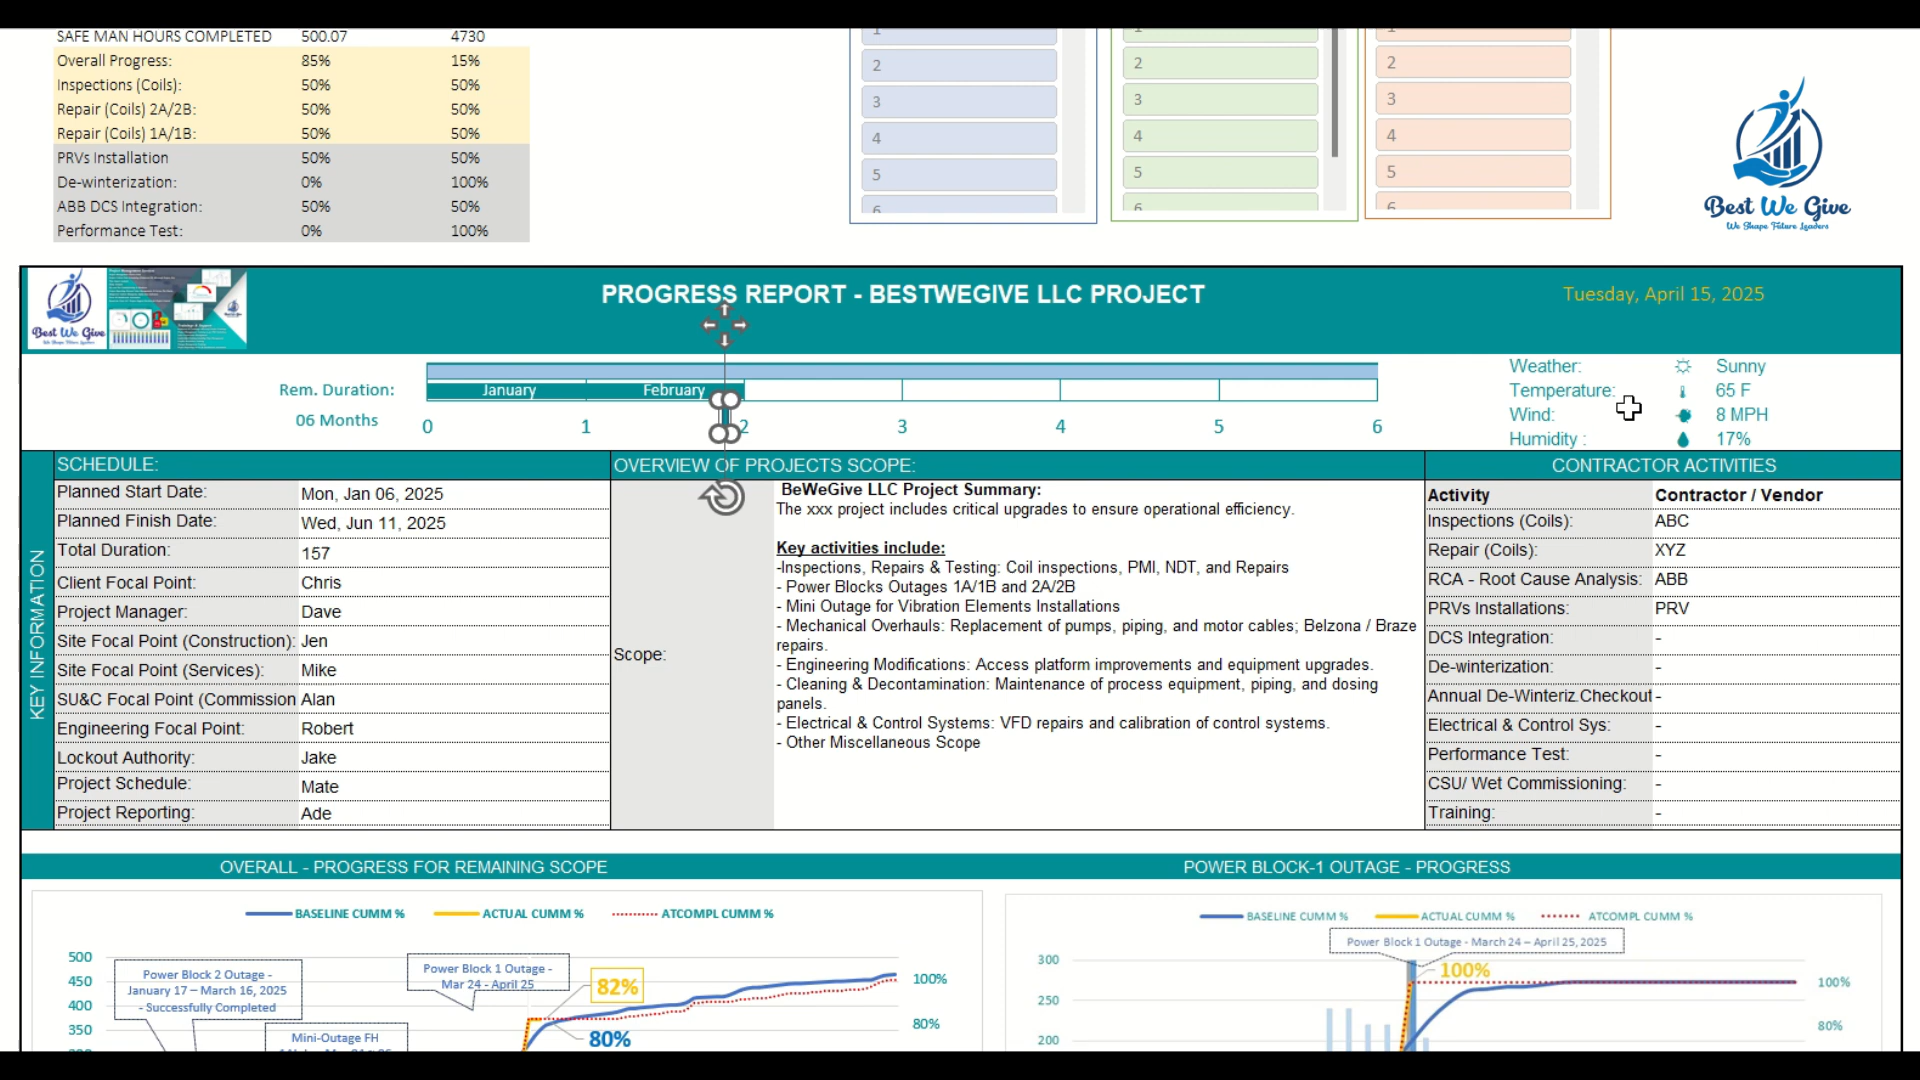 SAFE MAN HOURS COMPLETED 500.07 4730
Overall Progress: 85% 15%
Inspections (Coils): 50% 50%
Repair (Coils) 2A/2B: 50% 50%
Repair (Coils) 1A/1B: 50% 50%
PRVs Installation 50% 50%
De-winterization: 0% 100%
ABB DCS Integration: 50% 50%
Performance Test: 0% 100%
1
2
3
4
5
6
1
2
3
4
5
6
1
2
3
4
5
6
Best We Give
We Shape Future Leaders
Best We Give
We Shape Future Leaders
PROGRESS REPORT - BESTWEGIVE LLC PROJECT
Tuesday, April 15, 2025
Rem. Duration:
06 Months
January February
0 1 2 3 4 5 6
Weather: Sunny
Temperature: 65 F
Wind: 8 MPH
Humidity : 17%
KEY INFORMATION
SCHEDULE:
Planned Start Date: Mon, Jan 06, 2025
Planned Finish Date: Wed, Jun 11, 2025
Total Duration: 157
Client Focal Point: Chris
Project Manager: Dave
Site Focal Point (Construction): Jen
Site Focal Point (Services): Mike
SU&C Focal Point (Commission Alan
Engineering Focal Point: Robert
Lockout Authority: Jake
Project Schedule: Mate
Project Reporting: Ade
OVERVIEW OF PROJECTS SCOPE:
Scope:
BeWeGive LLC Project Summary:
The xxx project includes critical upgrades to ensure operational efficiency.
Key activities include:
-Inspections, Repairs & Testing: Coil inspections, PMI, NDT, and Repairs
- Power Blocks Outages 1A/1B and 2A/2B
- Mini Outage for Vibration Elements Installations
- Mechanical Overhauls: Replacement of pumps, piping, and motor cables; Belzona / Braze
repairs.
- Engineering Modifications: Access platform improvements and equipment upgrades.
- Cleaning & Decontamination: Maintenance of process equipment, piping, and dosing
panels.
- Electrical & Control Systems: VFD repairs and calibration of control systems.
- Other Miscellaneous Scope
CONTRACTOR ACTIVITIES
Activity Contractor / Vendor
Inspections (Coils): ABC
Repair (Coils): XYZ
RCA - Root Cause Analysis: ABB
PRVs Installations: PRV
DCS Integration: -
De-winterization: -
Annual De-Winteriz.Checkout -
Electrical & Control Sys: -
Performance Test: -
CSU/ Wet Commissioning: -
Training: -
OVERALL - PROGRESS FOR REMAINING SCOPE
BASELINE CUMM % ACTUAL CUMM % ATCOMPL CUMM %
500
450
400
350
Power Block 2 Outage -
January 17 – March 16, 2025
- Successfully Completed
Mini-Outage FH
Power Block 1 Outage -
Mar 24 - April 25
82%
80%
100%
80%
POWER BLOCK-1 OUTAGE - PROGRESS
BASELINE CUMM % ACTUAL CUMM % ATCOMPL CUMM %
Power Block 1 Outage - March 24 – April 25, 2025
300
250
200
100%
100%
80%